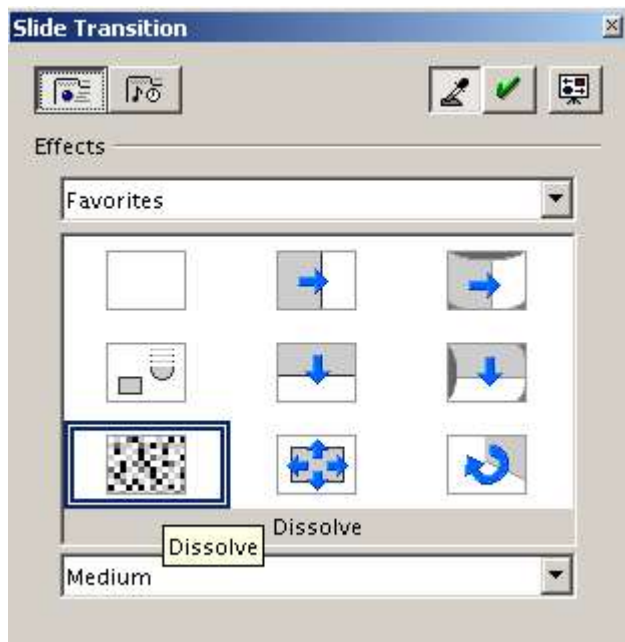 Slide Transition
Effects
Favorites
Dissolve
Dissolve
Medium